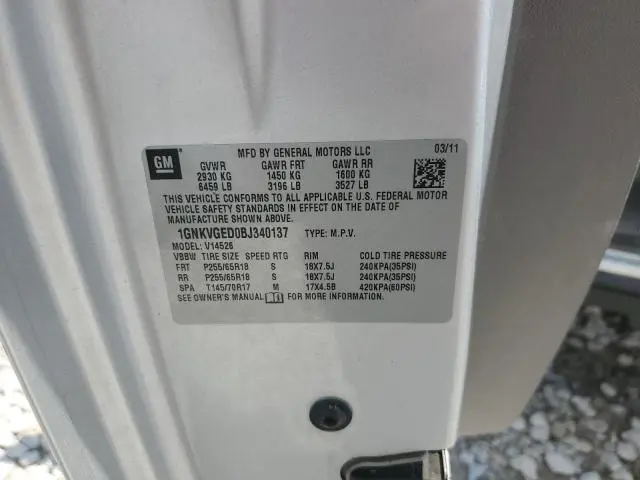 GM
MFD BY GENERAL MOTORS LLC 03/11
GVWR GAWR FRT GAWR RR
2930 KG 1450 KG 1600 KG
6459 LB 3196 LB 3527 LB
THIS VEHICLE CONFORMS TO ALL APPLICABLE U.S. FEDERAL MOTOR
VEHICLE SAFETY STANDARDS IN EFFECT ON THE DATE OF
MANUFACTURE SHOWN ABOVE.
1GNKVGED0BJ340137 TYPE: M.P.V.
MODEL: V14526
VBBW TIRE SIZE SPEED RTG RIM COLD TIRE PRESSURE
FRT P255/65R18 S 18X7.5J 240KPA(35PSI)
RR P255/65R18 S 18X7.5J 240KPA(35PSI)
SPA T145/70R17 M 17X4.5B 420KPA(60PSI)
SEE OWNER'S MANUAL FOR MORE INFORMATION.